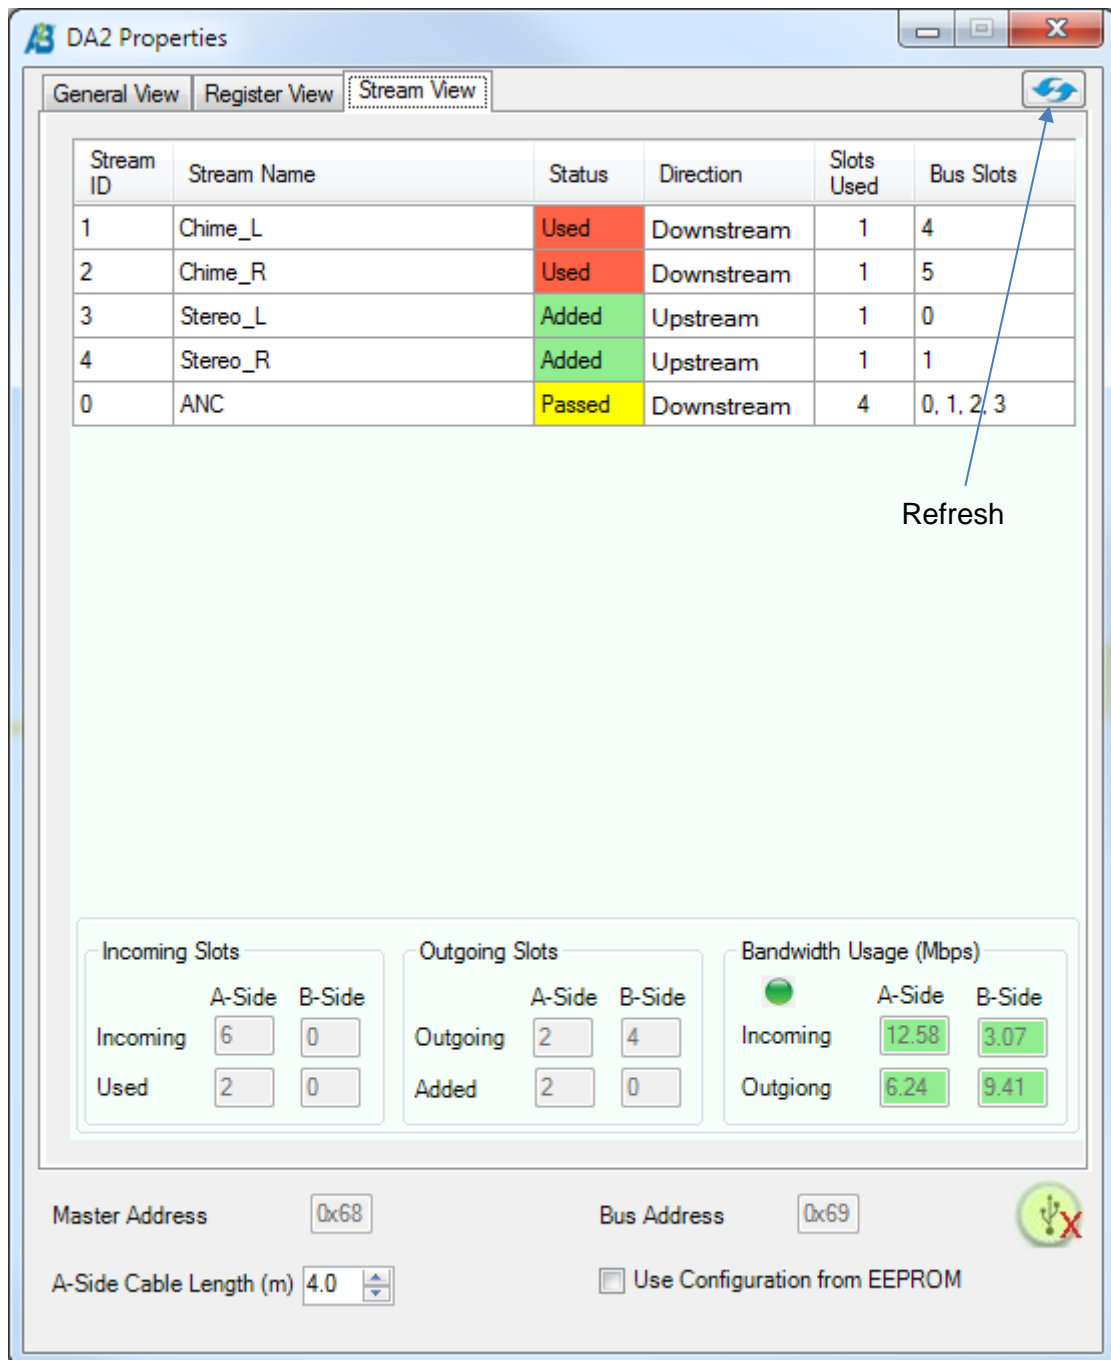 DA2 Properties
General View Register View Stream View
Stream ID Stream Name Status Direction Slots Used Bus Slots
1 Chime_L Used Downstream 1 4
2 Chime_R Used Downstream 1 5
3 Stereo_L Added Upstream 1 0
4 Stereo_R Added Upstream 1 1
0 ANC Passed Downstream 4 0, 1, 2, 3
Refresh
Incoming Slots
A-Side B-Side
Incoming 6 0
Used 2 0
Outgoing Slots
A-Side B-Side
Outgoing 2 4
Added 2 0
Bandwidth Usage (Mbps)
A-Side B-Side
Incoming 12.58 3.07
Outgiong 6.24 9.41
Master Address 0x68 Bus Address 0x69
A-Side Cable Length (m) 4.0 Use Configuration from EEPROM